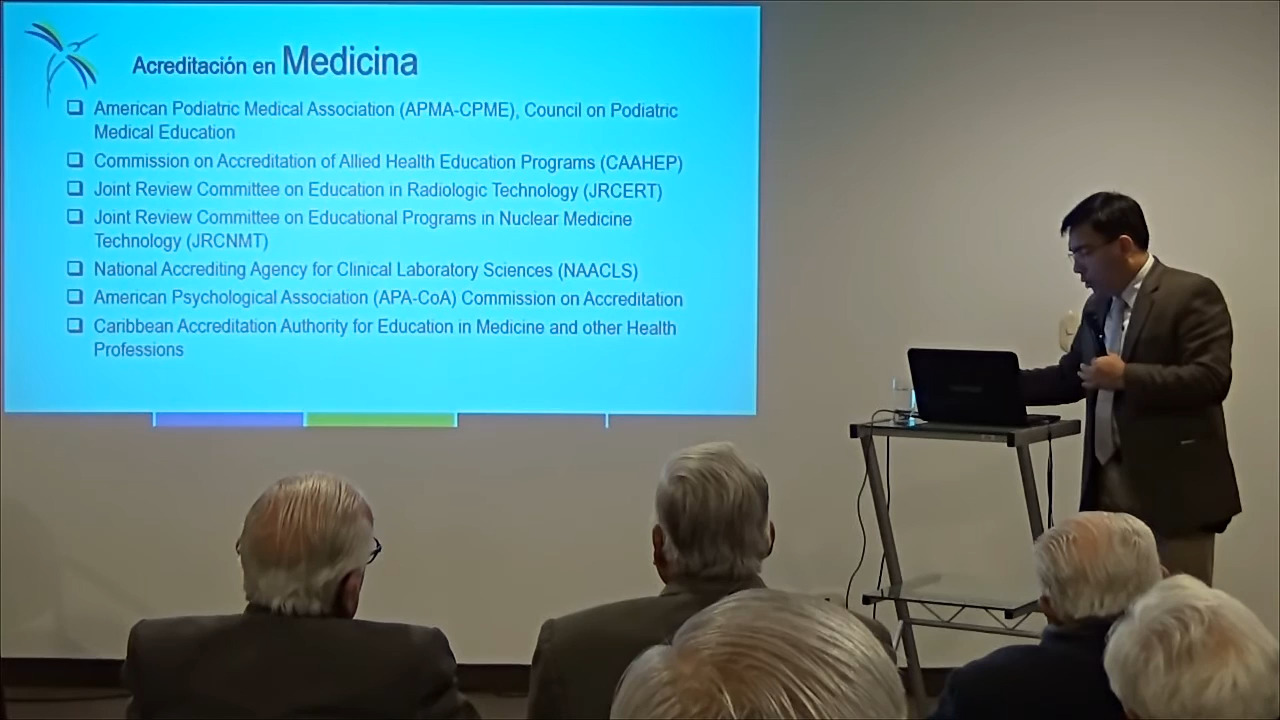 Acreditación en Medicina
American Podiatric Medical Association (APMA-CPME), Council on Podiatric
Medical Education
Commission on Accreditation of Allied Health Education Programs (CAAHEP)
Joint Review Committee on Education in Radiologic Technology (JRCERT)
Joint Review Committee on Educational Programs in Nuclear Medicine
Technology (JRCNMT)
National Accrediting Agency for Clinical Laboratory Sciences (NAACLS)
American Psychological Association (APA-CoA) Commission on Accreditation
Caribbean Accreditation Authority for Education in Medicine and other Health
Professions